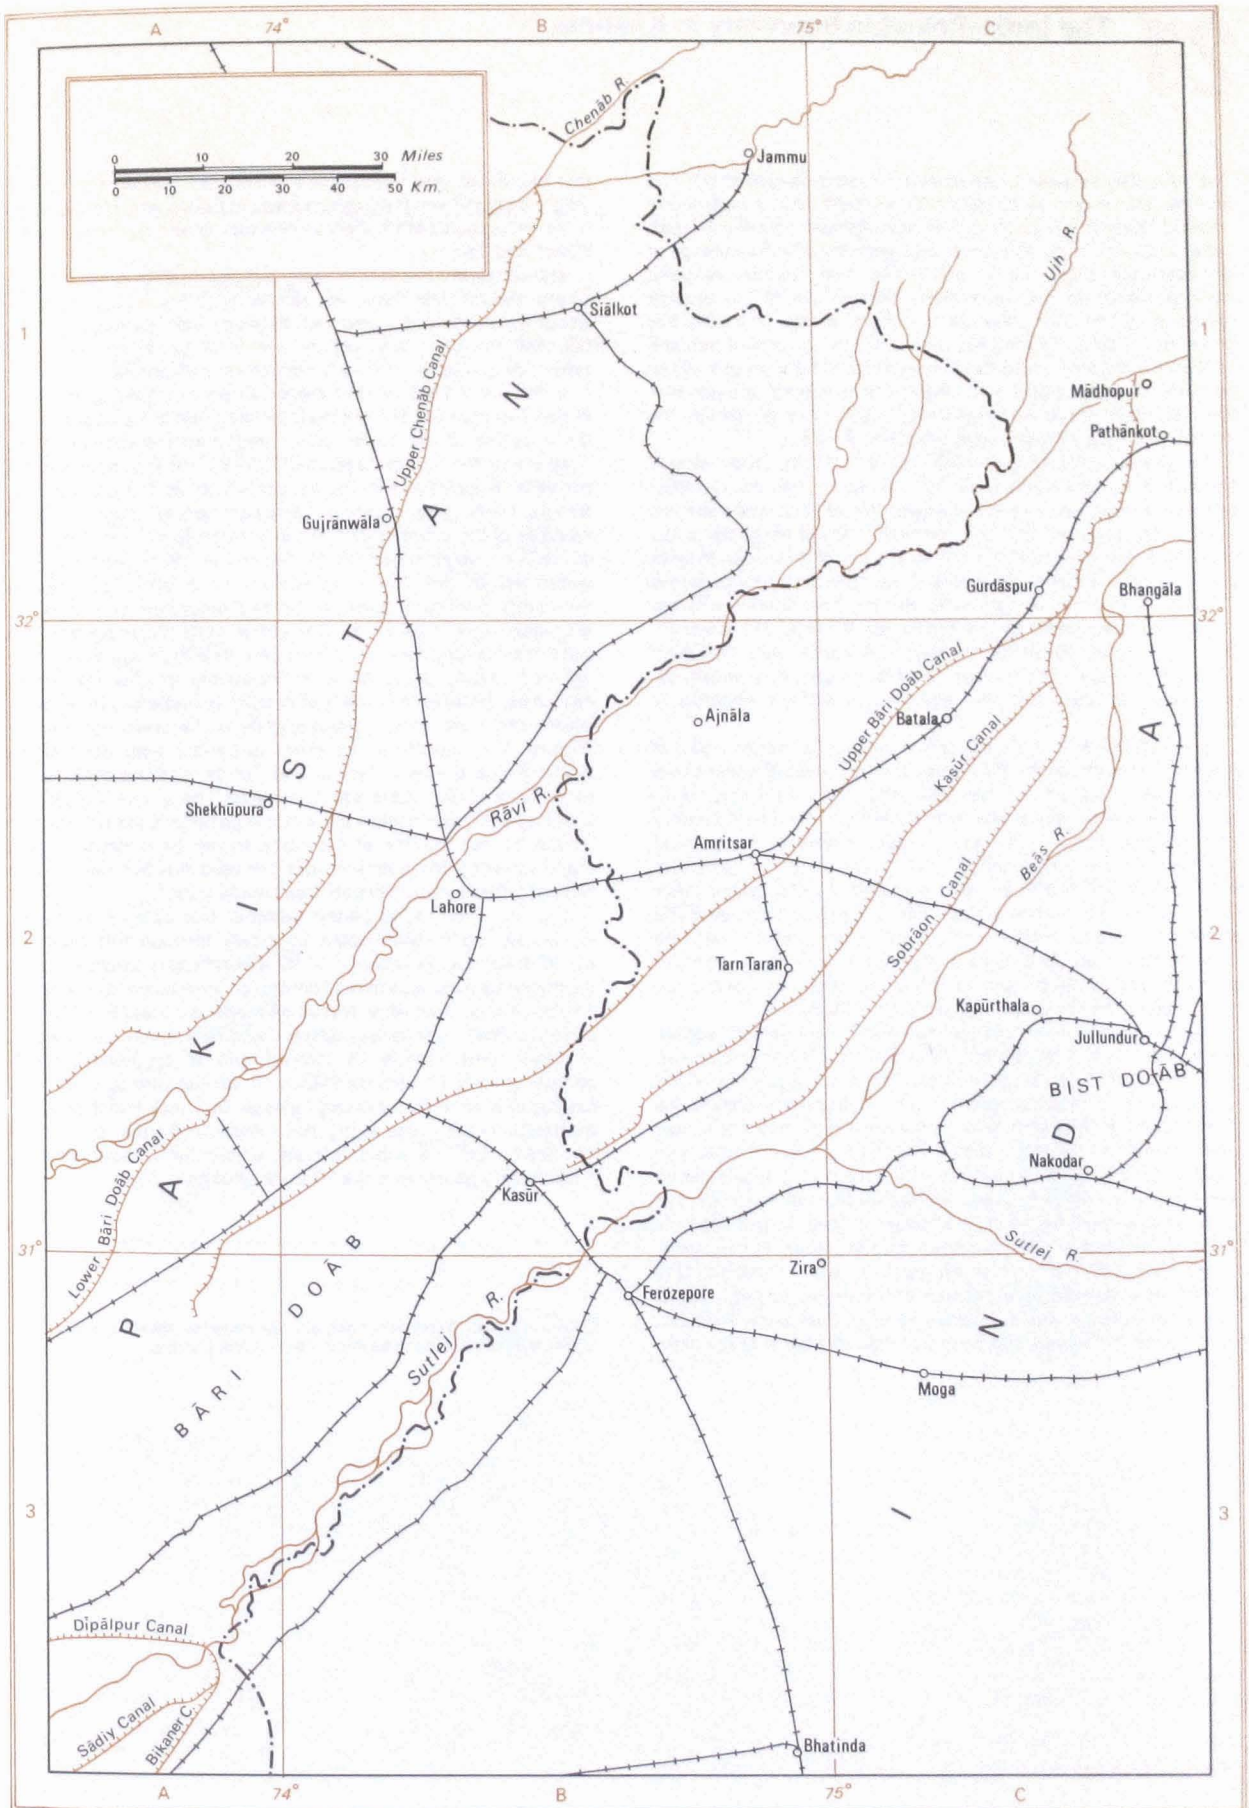 A 74° B 75° C
Chenāb R.
0 10 20 30 Miles
0 10 20 30 40 50 Km.
Jammu
Ujh R.
Siālkot
1 1
Upper Chenāb Canal
Mādhopur
Pathānkot
Gujrānwāla
Gurdāspur
Bhangāla
32° 32°
Upper Bāri Doāb Canal
Ajnāla
Batala
Kasūr Canal
Shekhūpura
Rāvi R.
Amritsar
Beās R.
Lahore
Sobrāon Canal
2 2
Tarn Taran
Kapūrthala
Jullundur
BIST DOĀB
PAKISTAN
Lower Bāri Doāb Canal
Nakodar
Kasūr
31° 31°
Sutlej R.
Zira
BĀRI DOĀB
Ferozepore
Sutlej R.
INDIA
Moga
3 3
Dipālpur Canal
Sādiy Canal
Bikaner C.
Bhatinda
A 74° B 75° C